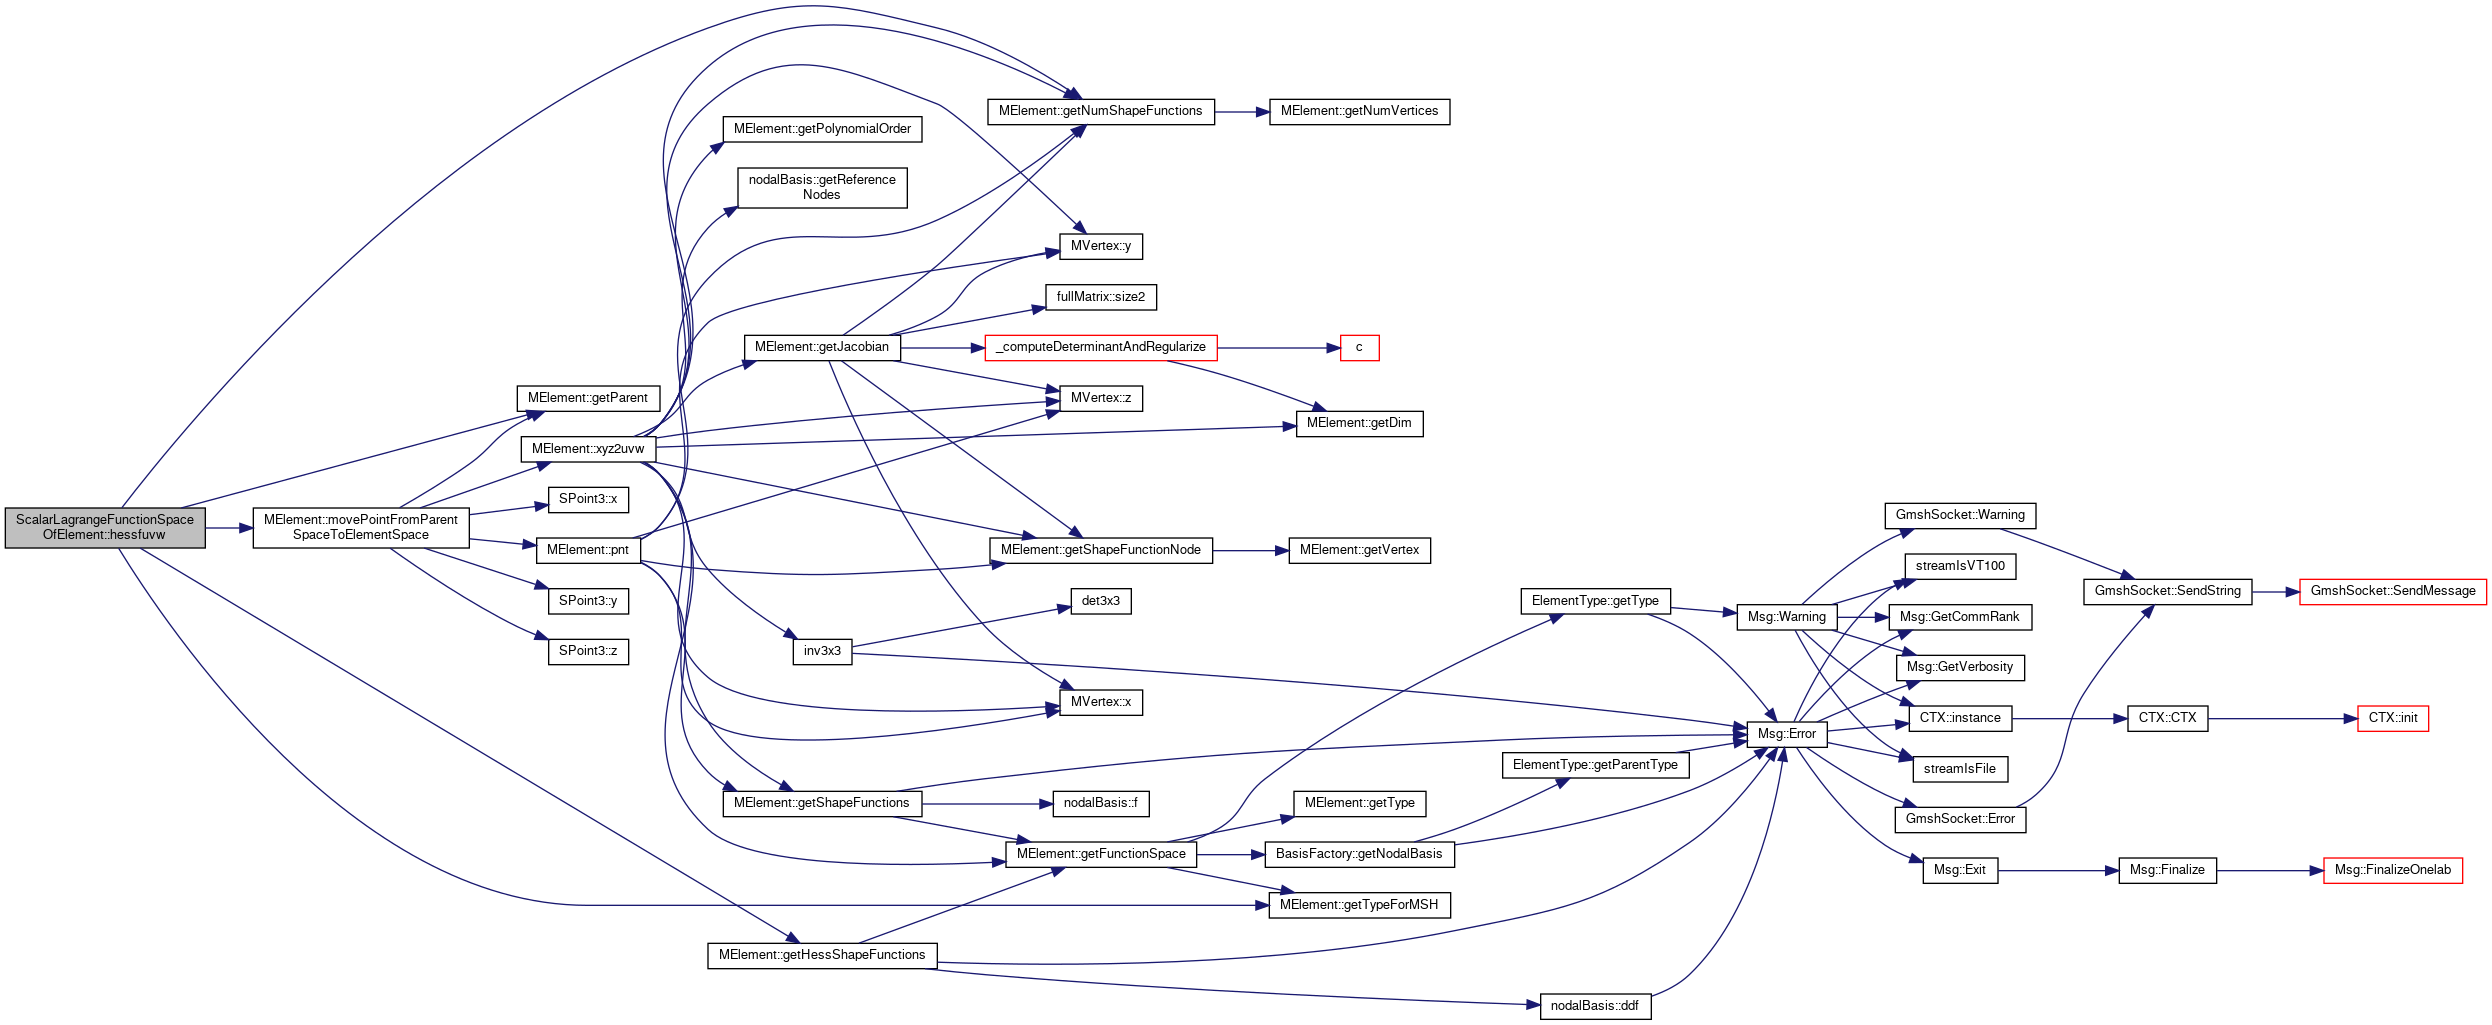 ScalarLagrangeFunctionSpace
OfElement::hessfuvw
MElement::getParent
MElement::movePointFromParent
SpaceToElementSpace
MElement::xyz2uvw
SPoint3::x
MElement::pnt
SPoint3::y
SPoint3::z
MElement::getPolynomialOrder
nodalBasis::getReference
Nodes
MElement::getJacobian
inv3x3
MElement::getShapeFunctions
MElement::getHessShapeFunctions
MElement::getNumShapeFunctions
MVertex::y
fullMatrix::size2
_computeDeterminantAndRegularize
MVertex::z
MElement::getShapeFunctionNode
det3x3
MVertex::x
nodalBasis::f
MElement::getFunctionSpace
MElement::getNumVertices
c
MElement::getDim
MElement::getVertex
MElement::getType
BasisFactory::getNodalBasis
MElement::getTypeForMSH
ElementType::getType
ElementType::getParentType
nodalBasis::ddf
Msg::Warning
Msg::Error
GmshSocket::Warning
streamIsVT100
Msg::GetCommRank
Msg::GetVerbosity
CTX::instance
streamIsFile
GmshSocket::Error
Msg::Exit
GmshSocket::SendString
CTX::CTX
Msg::Finalize
GmshSocket::SendMessage
CTX::init
Msg::FinalizeOnelab